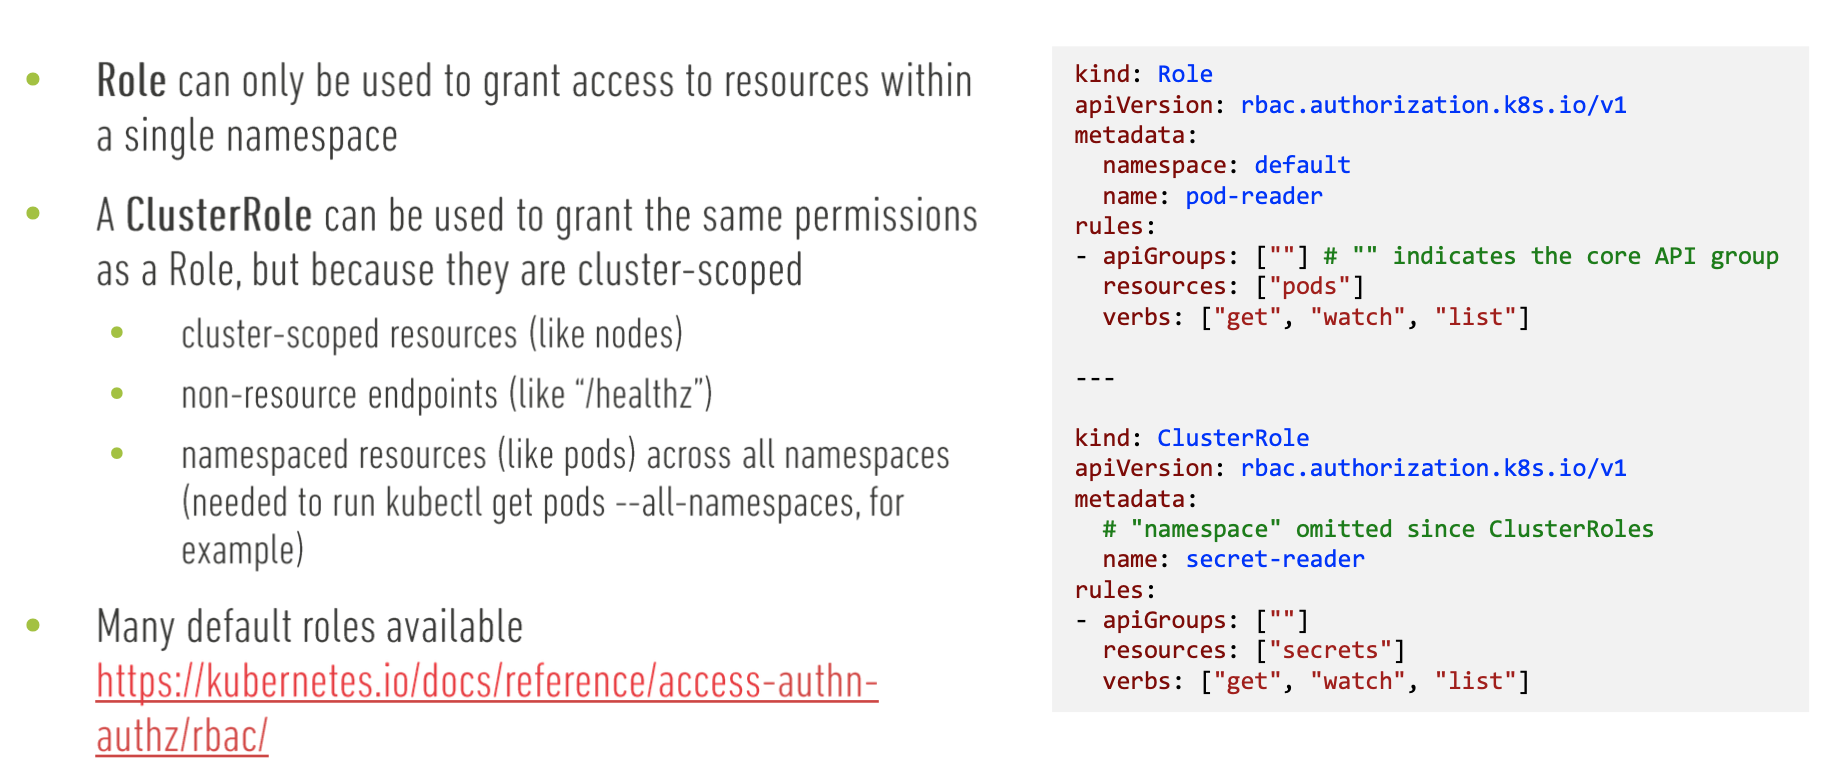 Role can only be used to grant access to resources within
a single namespace
A ClusterRole can be used to grant the same permissions
as a Role, but because they are cluster-scoped
cluster-scoped resources (like nodes)
non-resource endpoints (like “/healthz”)
namespaced resources (like pods) across all namespaces
(needed to run kubectl get pods --all-namespaces, for
example)
Many default roles available
https://kubernetes.io/docs/reference/access-authn-
authz/rbac/
kind: Role
apiVersion: rbac.authorization.k8s.io/v1
metadata:
  namespace: default
  name: pod-reader
rules:
- apiGroups: [""] # "" indicates the core API group
  resources: ["pods"]
  verbs: ["get", "watch", "list"]
---
kind: ClusterRole
apiVersion: rbac.authorization.k8s.io/v1
metadata:
  # "namespace" omitted since ClusterRoles
  name: secret-reader
rules:
- apiGroups: [""]
  resources: ["secrets"]
  verbs: ["get", "watch", "list"]